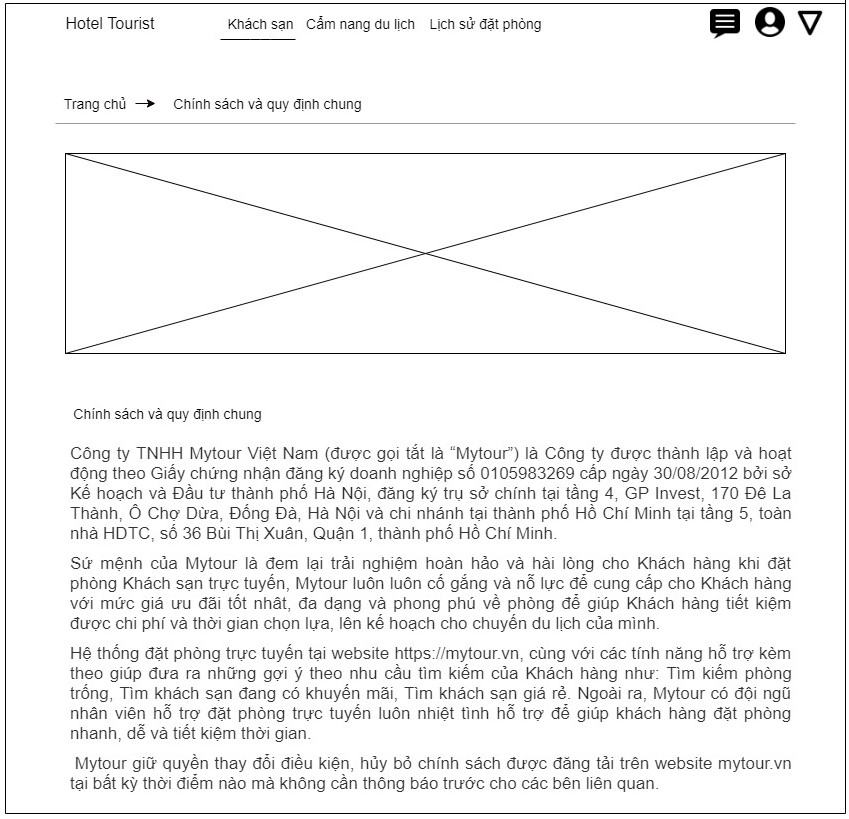 Hotel Tourist Khách sạn Cẩm nang du lịch Lịch sử đặt phòng
Trang chủ Chính sách và quy định chung
Chính sách và quy định chung
Công ty TNHH Mytour Việt Nam (được gọi tắt là “Mytour”) là Công ty được thành lập và hoạt
động theo Giấy chứng nhận đăng ký doanh nghiệp số 0105983269 cấp ngày 30/08/2012 bởi sở
Kế hoạch và Đầu tư thành phố Hà Nội, đăng ký trụ sở chính tại tầng 4, GP Invest, 170 Đê La
Thành, Ô Chợ Dừa, Đống Đà, Hà Nội và chi nhánh tại thành phố Hồ Chí Minh tại tầng 5, toàn
nhà HDTC, số 36 Bùi Thị Xuân, Quận 1, thành phố Hồ Chí Minh.
Sứ mệnh của Mytour là đem lại trải nghiệm hoàn hảo và hài lòng cho Khách hàng khi đặt
phòng Khách sạn trực tuyến, Mytour luôn luôn cố gắng và nỗ lực để cung cấp cho Khách hàng
với mức giá ưu đãi tốt nhât, đa dạng và phong phú về phòng để giúp Khách hàng tiết kiệm
được chi phí và thời gian chọn lựa, lên kế hoạch cho chuyến du lịch của mình.
Hệ thống đặt phòng trực tuyến tại website https://mytour.vn, cùng với các tính năng hỗ trợ kèm
theo giúp đưa ra những gợi ý theo nhu cầu tìm kiếm của Khách hàng như: Tìm kiếm phòng
trống, Tìm khách sạn đang có khuyến mãi, Tìm khách sạn giá rẻ. Ngoài ra, Mytour có đội ngũ
nhân viên hỗ trợ đặt phòng trực tuyến luôn nhiệt tình hỗ trợ để giúp khách hàng đặt phòng
nhanh, dễ và tiết kiệm thời gian.
Mytour giữ quyền thay đổi điều kiện, hủy bỏ chính sách được đăng tải trên website mytour.vn
tại bất kỳ thời điểm nào mà không cần thông báo trước cho các bên liên quan.